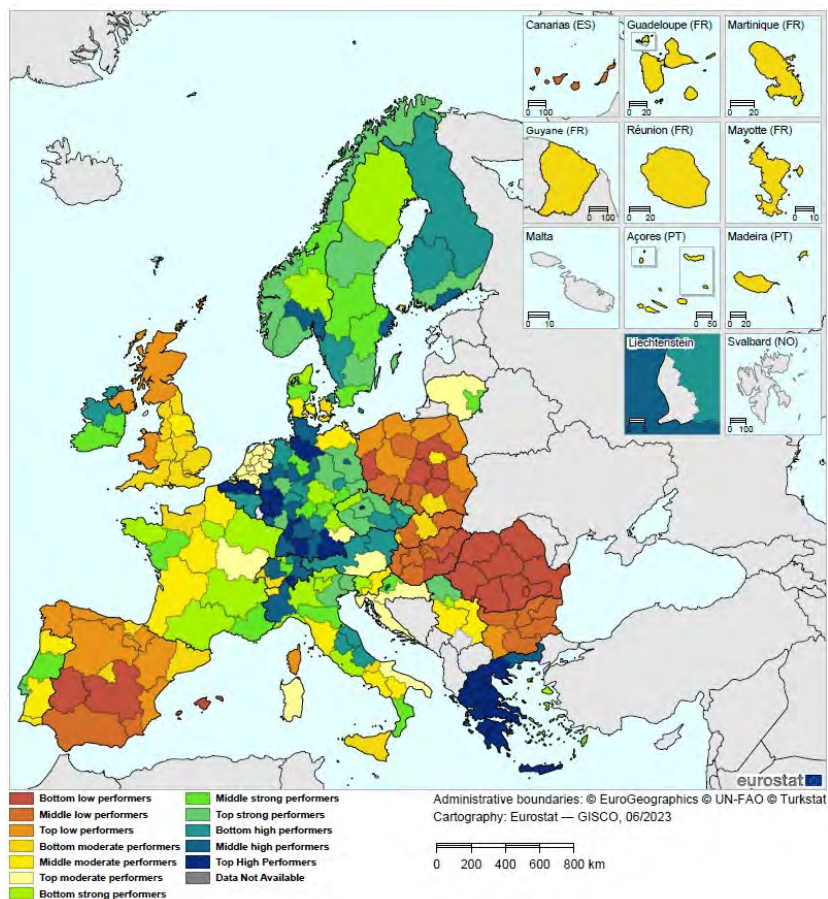 Canarias (ES)
0 100
Guadeloupe (FR)
0 20
Martinique (FR)
0 20
Guyane (FR)
0 100
Réunion (FR)
0 20
Mayotte (FR)
0 10
Malta
0 10
Açores (PT)
0 50
Madeira (PT)
0 20
Liechtenstein
Svalbard (NO)
0 100
eurostat
Bottom low performers
Middle low performers
Top low performers
Bottom moderate performers
Middle moderate performers
Top moderate performers
Bottom strong performers
Middle strong performers
Top strong performers
Bottom high performers
Middle high performers
Top High Performers
Data Not Available
Administrative boundaries: © EuroGeographics © UN-FAO © Turkstat
Cartography: Eurostat — GISCO, 06/2023
0 200 400 600 800 km